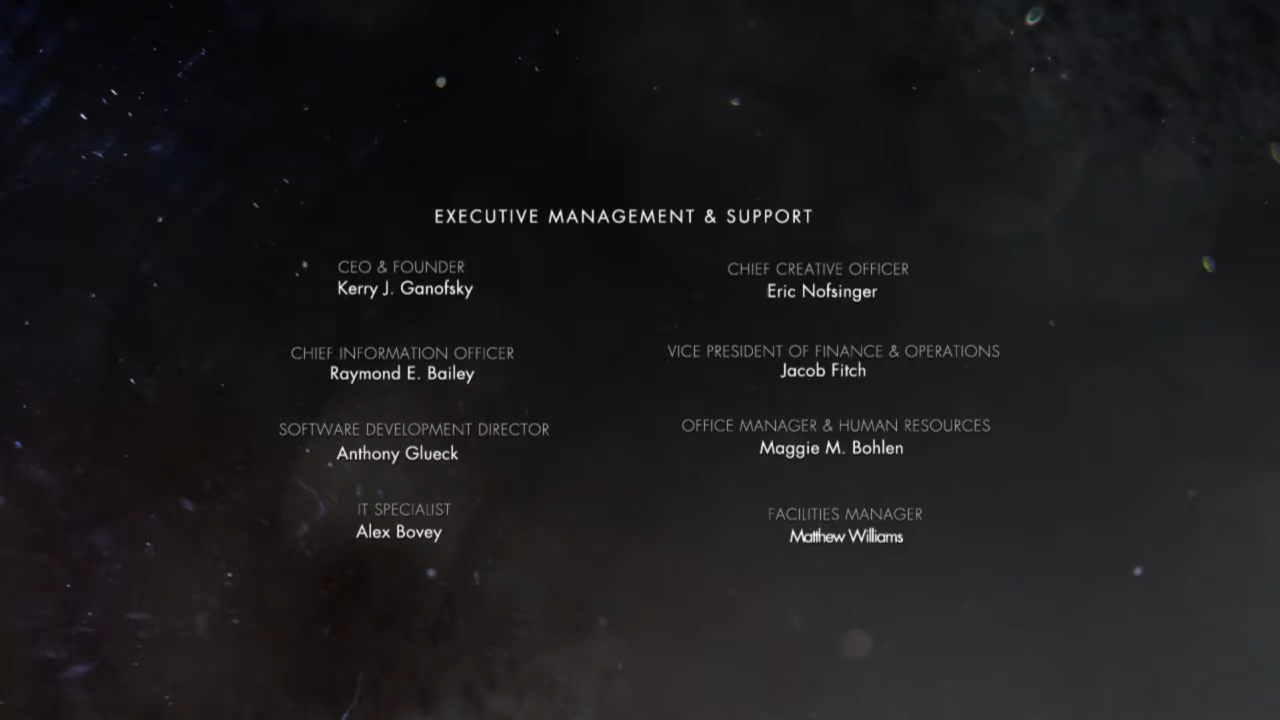 EXECUTIVE MANAGEMENT & SUPPORT
CEO & FOUNDER
Kerry J. Ganofsky
CHIEF CREATIVE OFFICER
Eric Nofsinger
CHIEF INFORMATION OFFICER
Raymond E. Bailey
VICE PRESIDENT OF FINANCE & OPERATIONS
Jacob Fitch
SOFTWARE DEVELOPMENT DIRECTOR
Anthony Glueck
OFFICE MANAGER & HUMAN RESOURCES
Maggie M. Bohlen
IT SPECIALIST
Alex Bovey
FACILITIES MANAGER
Matthew Williams